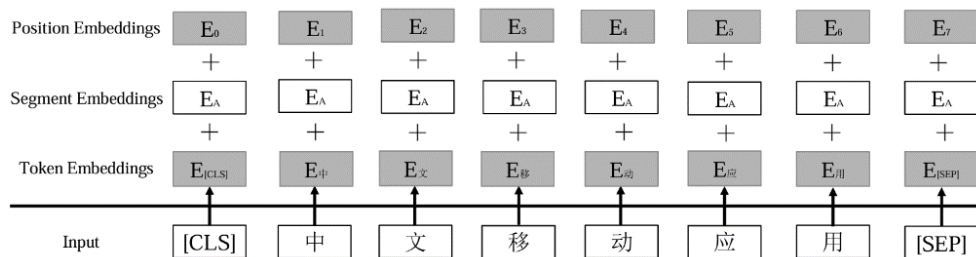 Position Embeddings E0 E1 E2 E3 E4 E5 E6 E7
+ + + + + + + +
Segment Embeddings EA EA EA EA EA EA EA EA
+ + + + + + + +
Token Embeddings E[CLS] E中 E文 E移 E动 E应 E用 E[SEP]
Input [CLS] 中 文 移 动 应 用 [SEP]